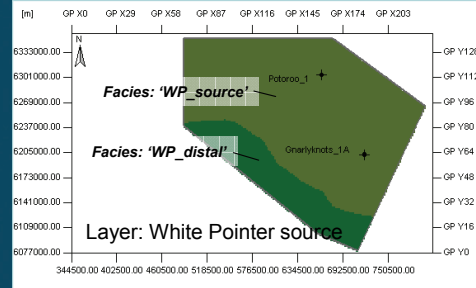 [m] GP X0 GP X29 GP X58 GP X87 GP X116 GP X145 GP X174 GP X203
N
6333000.00 GP Y128
6301000.00 GP Y112
6269000.00 GP Y96
6237000.00 GP Y80
6205000.00 GP Y64
6173000.00 GP Y48
6141000.00 GP Y32
6109000.00 GP Y16
6077000.00 GP Y0
Potoroo_1
Facies: ‘WP_source’
Gnarlyknots_1A
Facies: ‘WP_distal’
Layer: White Pointer source
344500.00 402500.00 460500.00 518500.00 576500.00 634500.00 692500.00 750500.00